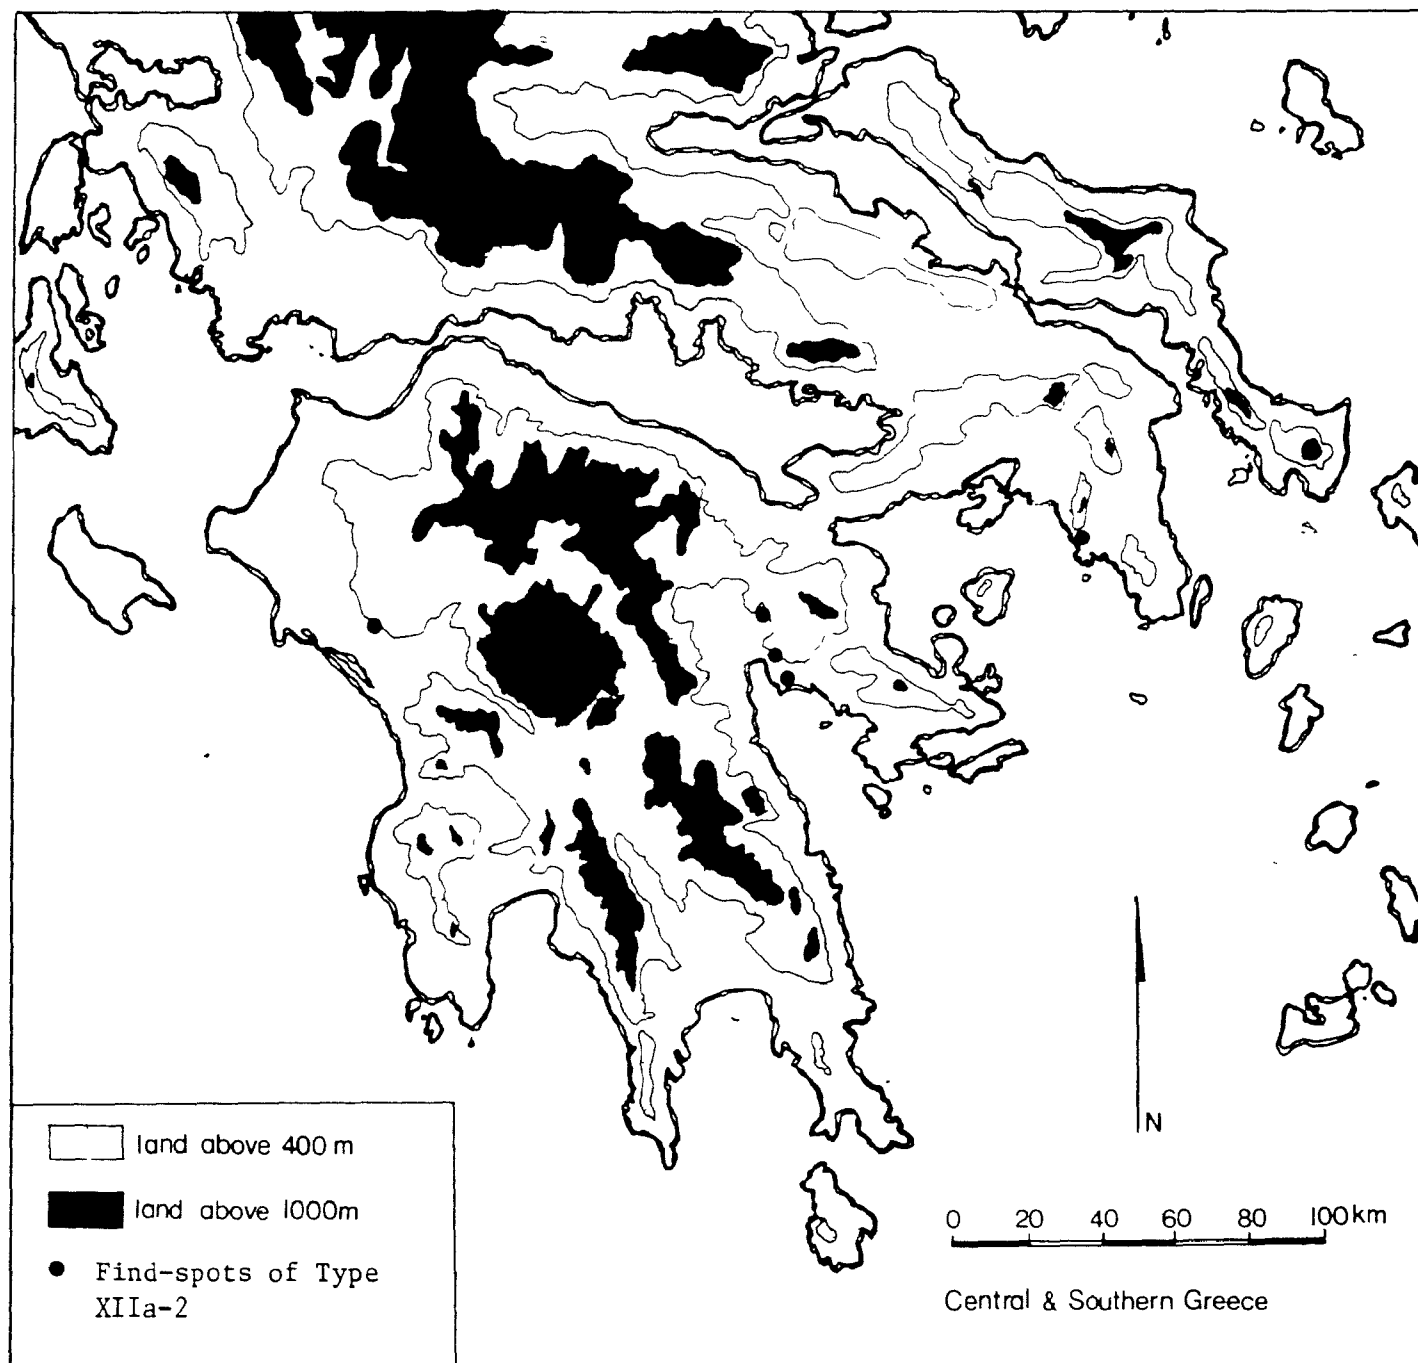 land above 400 m
land above 1000m
Find-spots of Type
XIIa-2
N
0 20 40 60 80 100km
Central & Southern Greece